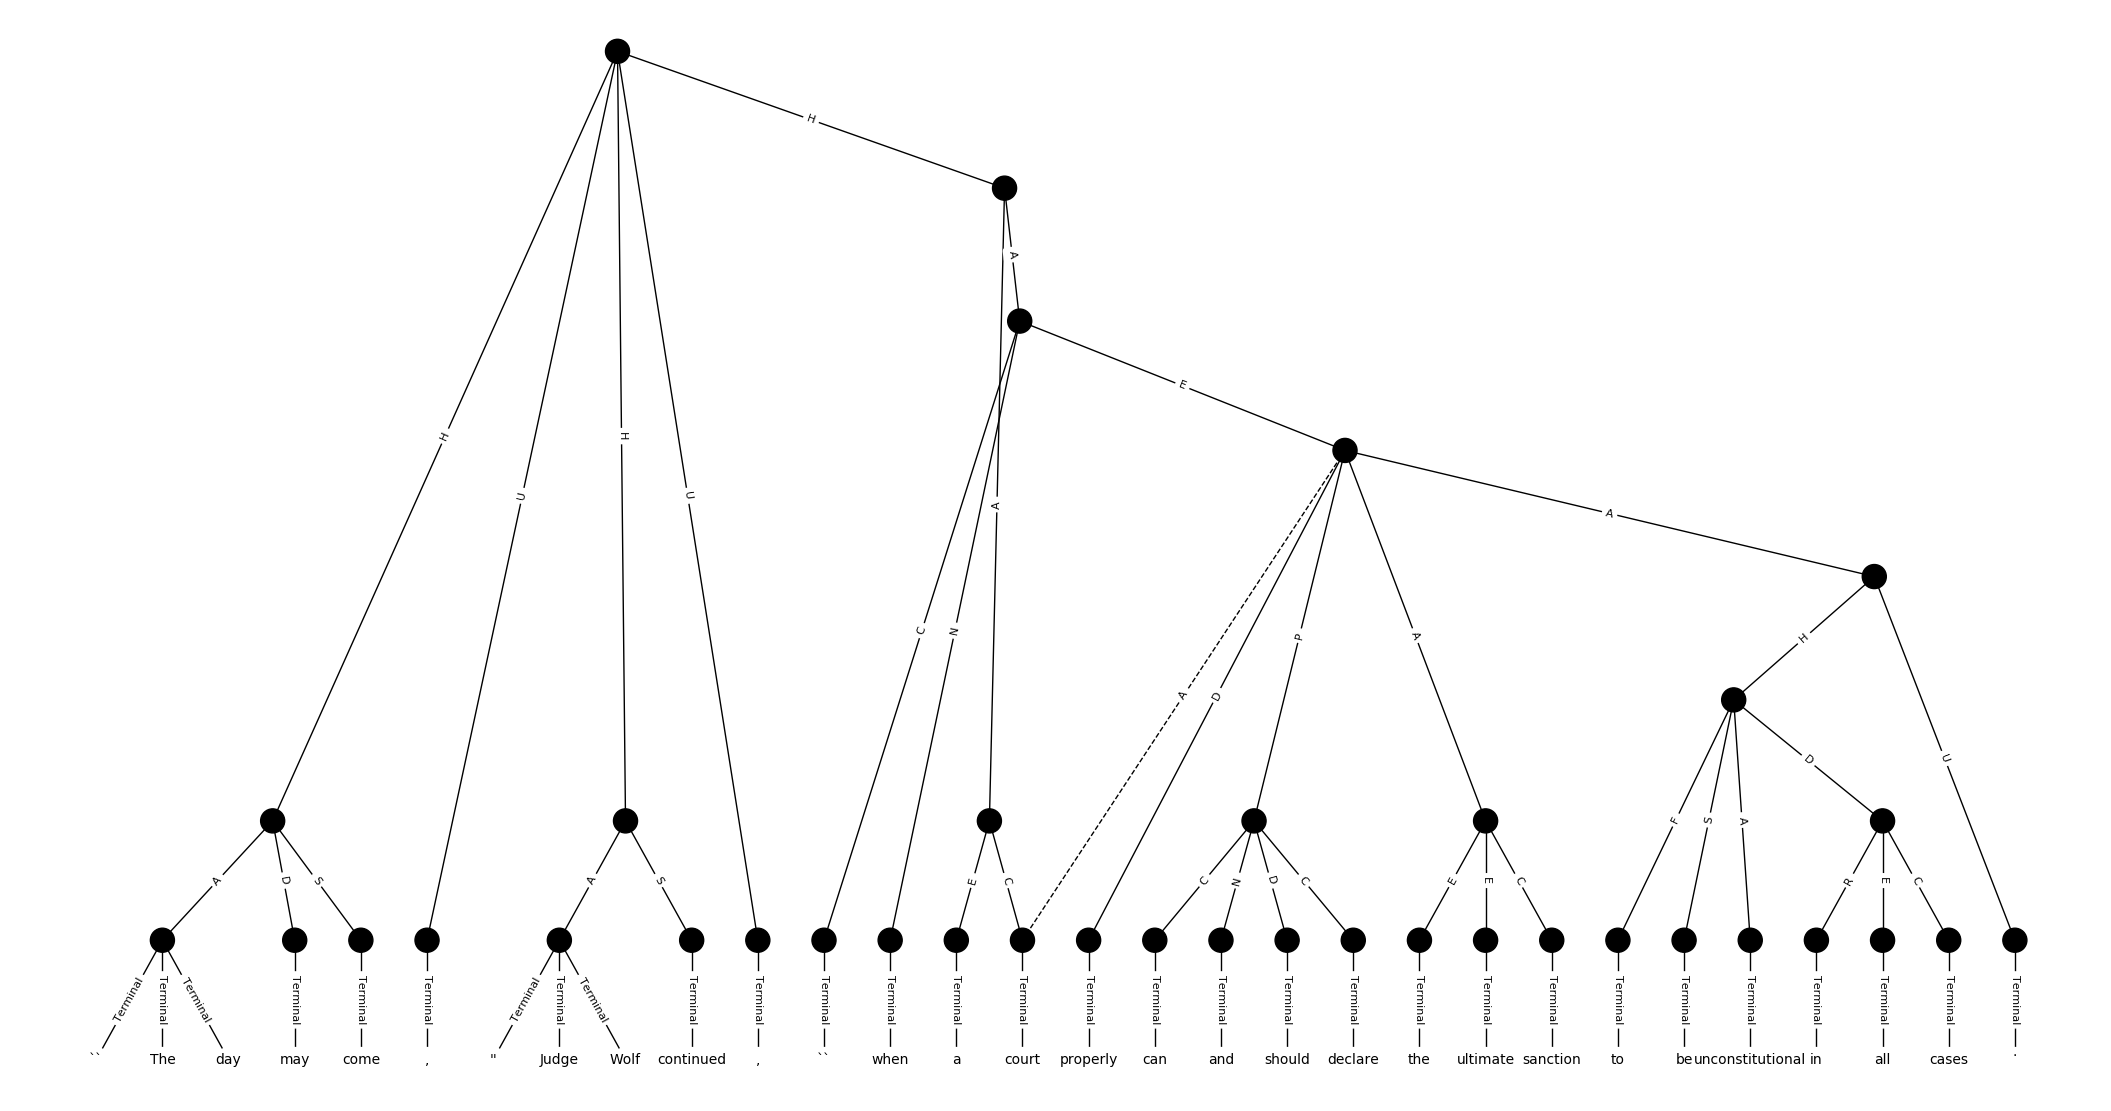 H
A
E
H U H U C N A A D P A A H U
F S A D
A D S A S E C C N D C E E C R E C
Terminal Terminal Terminal Terminal Terminal Terminal Terminal Terminal Terminal Terminal Terminal Terminal Terminal Terminal Terminal Terminal Terminal Terminal Terminal Terminal Terminal Terminal Terminal Terminal Terminal Terminal Terminal Terminal Terminal Terminal
`` The day may come , " Judge Wolf continued , `` when a court properly can and should declare the ultimate sanction to be unconstitutional in all cases .